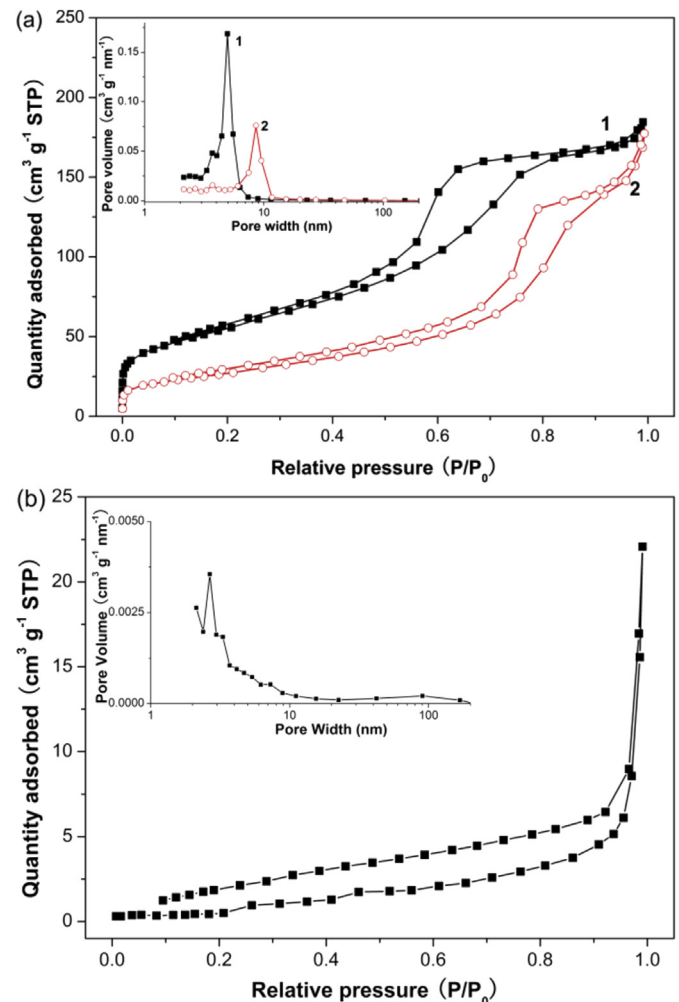 (a)
250
200
150
100
50
0
Quantity adsorbed (cm³ g⁻¹ STP)
0.0 0.2 0.4 0.6 0.8 1.0
Relative pressure (P/P₀)
1
2
0.15
0.10
0.05
0.00
Pore volume (cm³ g⁻¹ nm⁻¹)
1 10 100
Pore width (nm)
1
2
(b)
25
20
15
10
5
0
Quantity adsorbed (cm³ g⁻¹ STP)
0.0 0.2 0.4 0.6 0.8 1.0
Relative pressure (P/P₀)
0.0050
0.0025
0.0000
Pore Volume (cm³ g⁻¹ nm⁻¹)
1 10 100
Pore Width (nm)